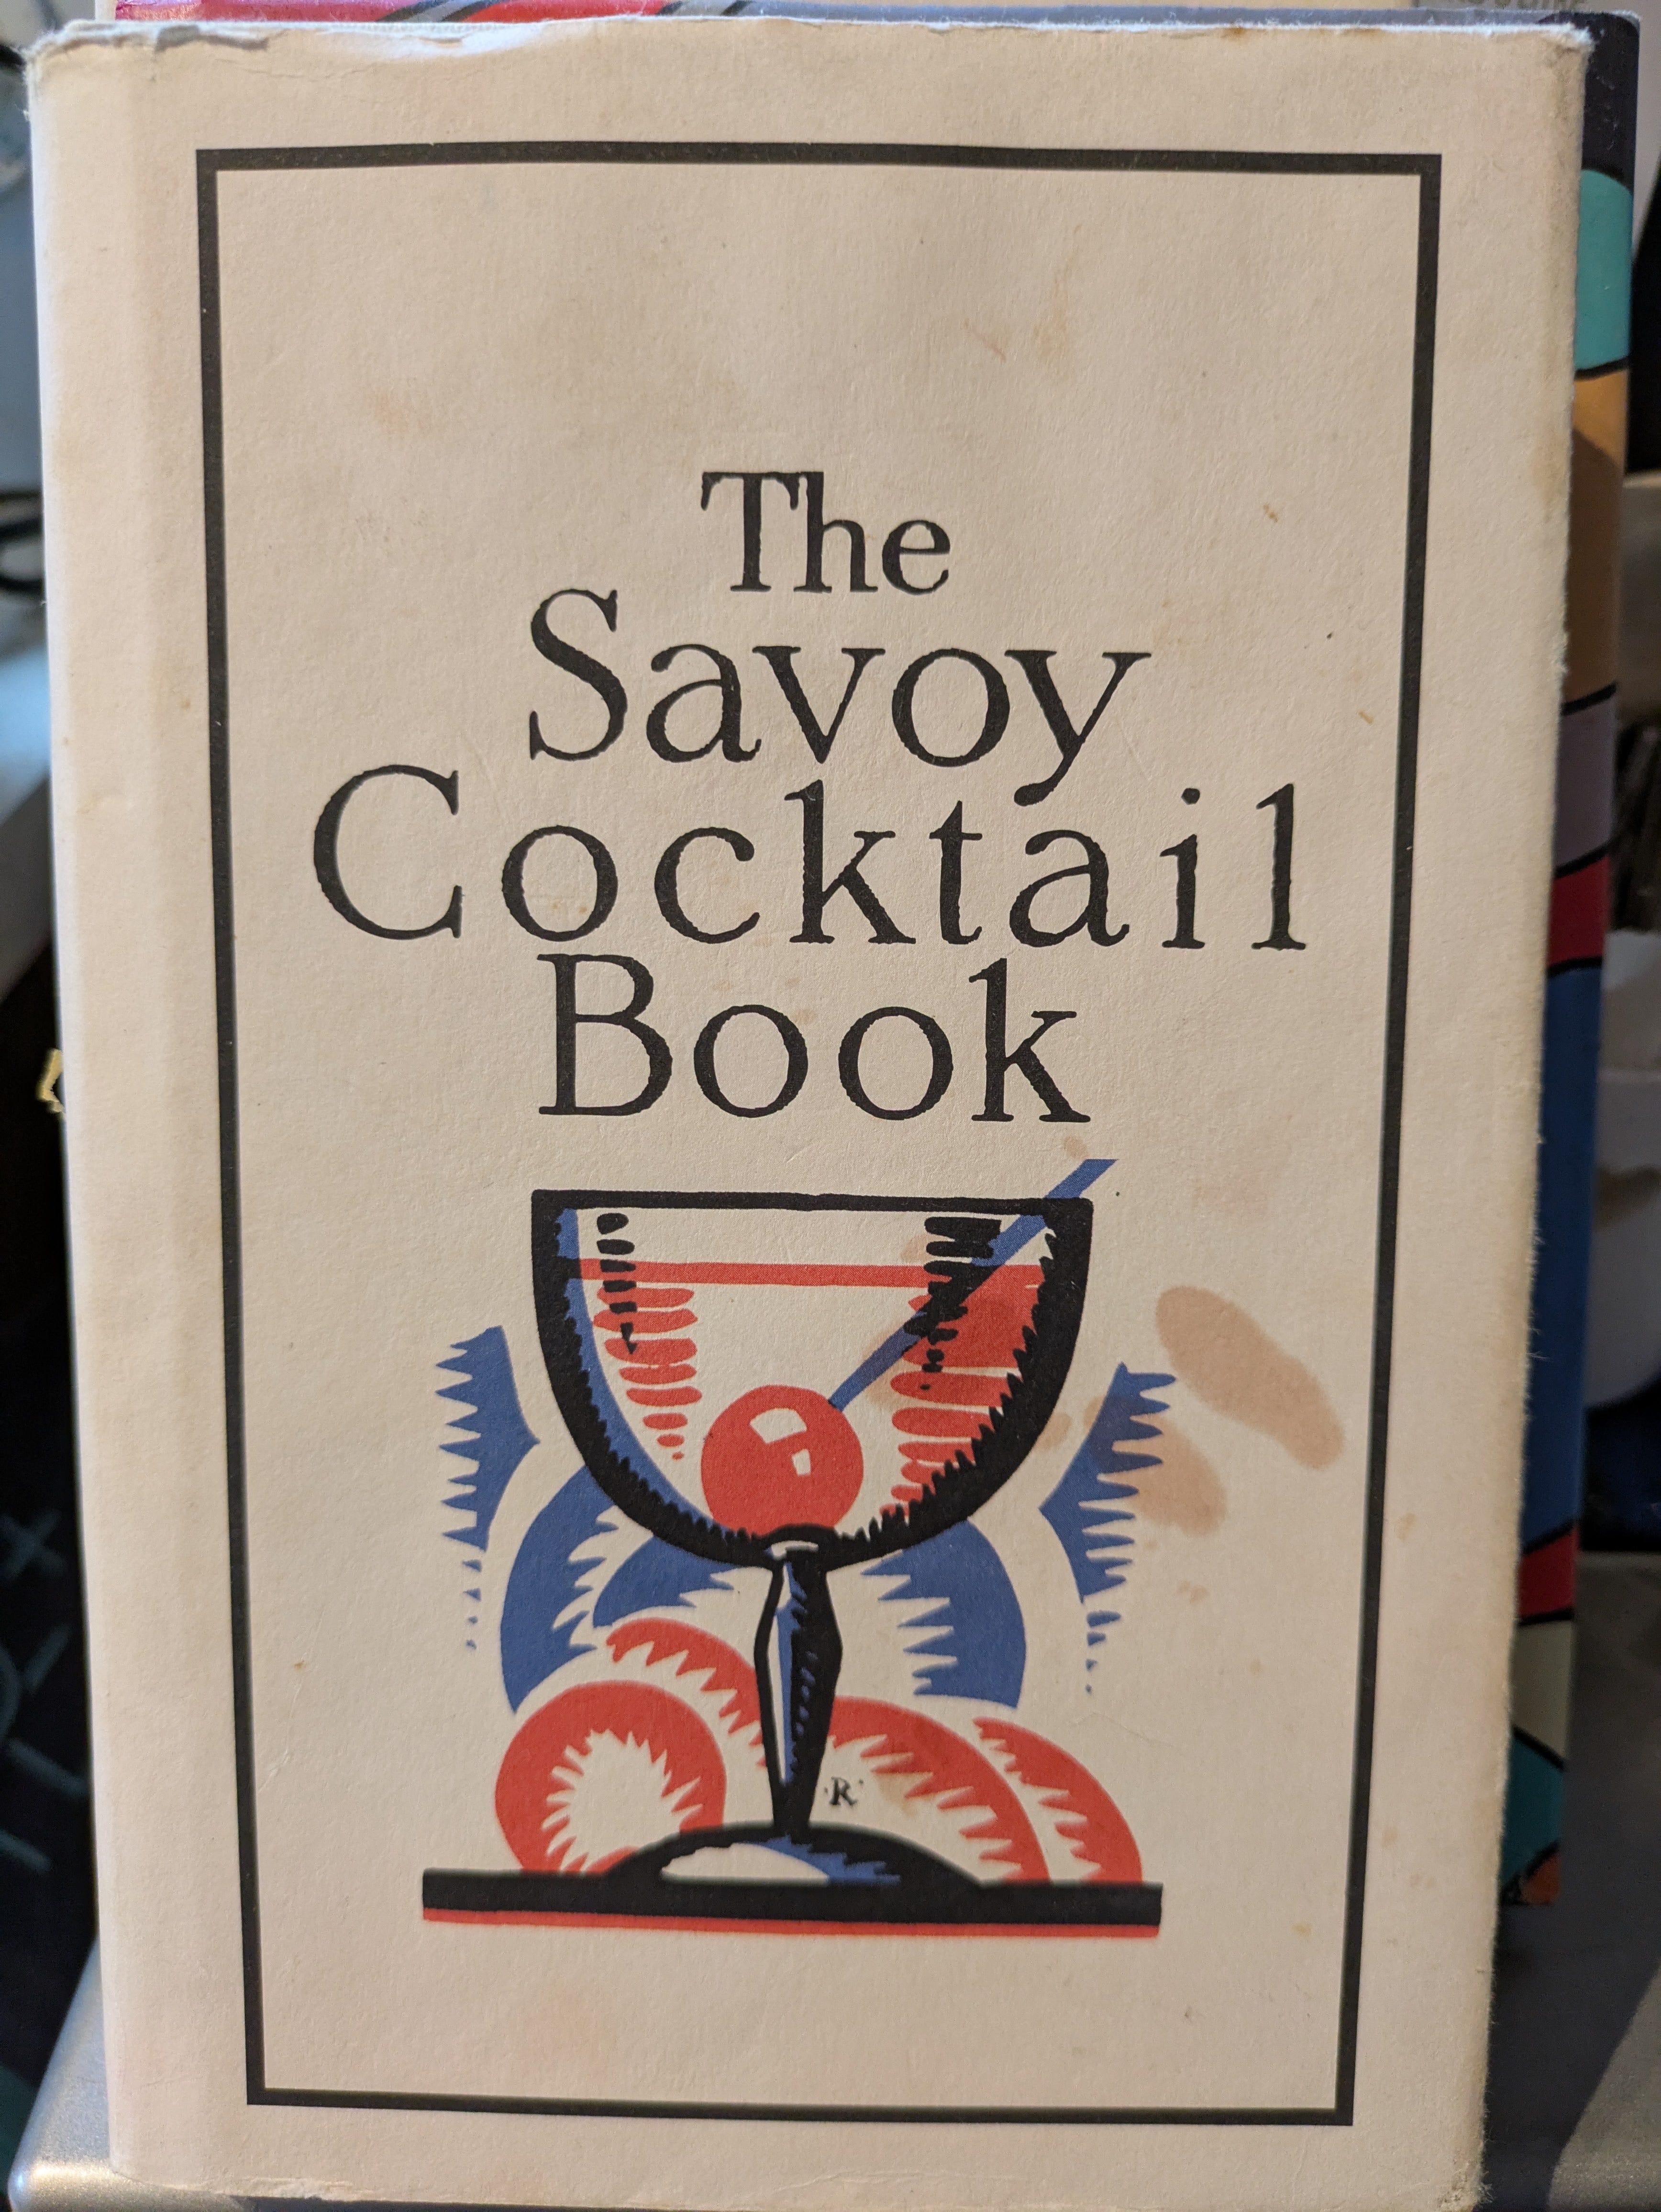 The
Savoy
Cocktail
Book
·R·